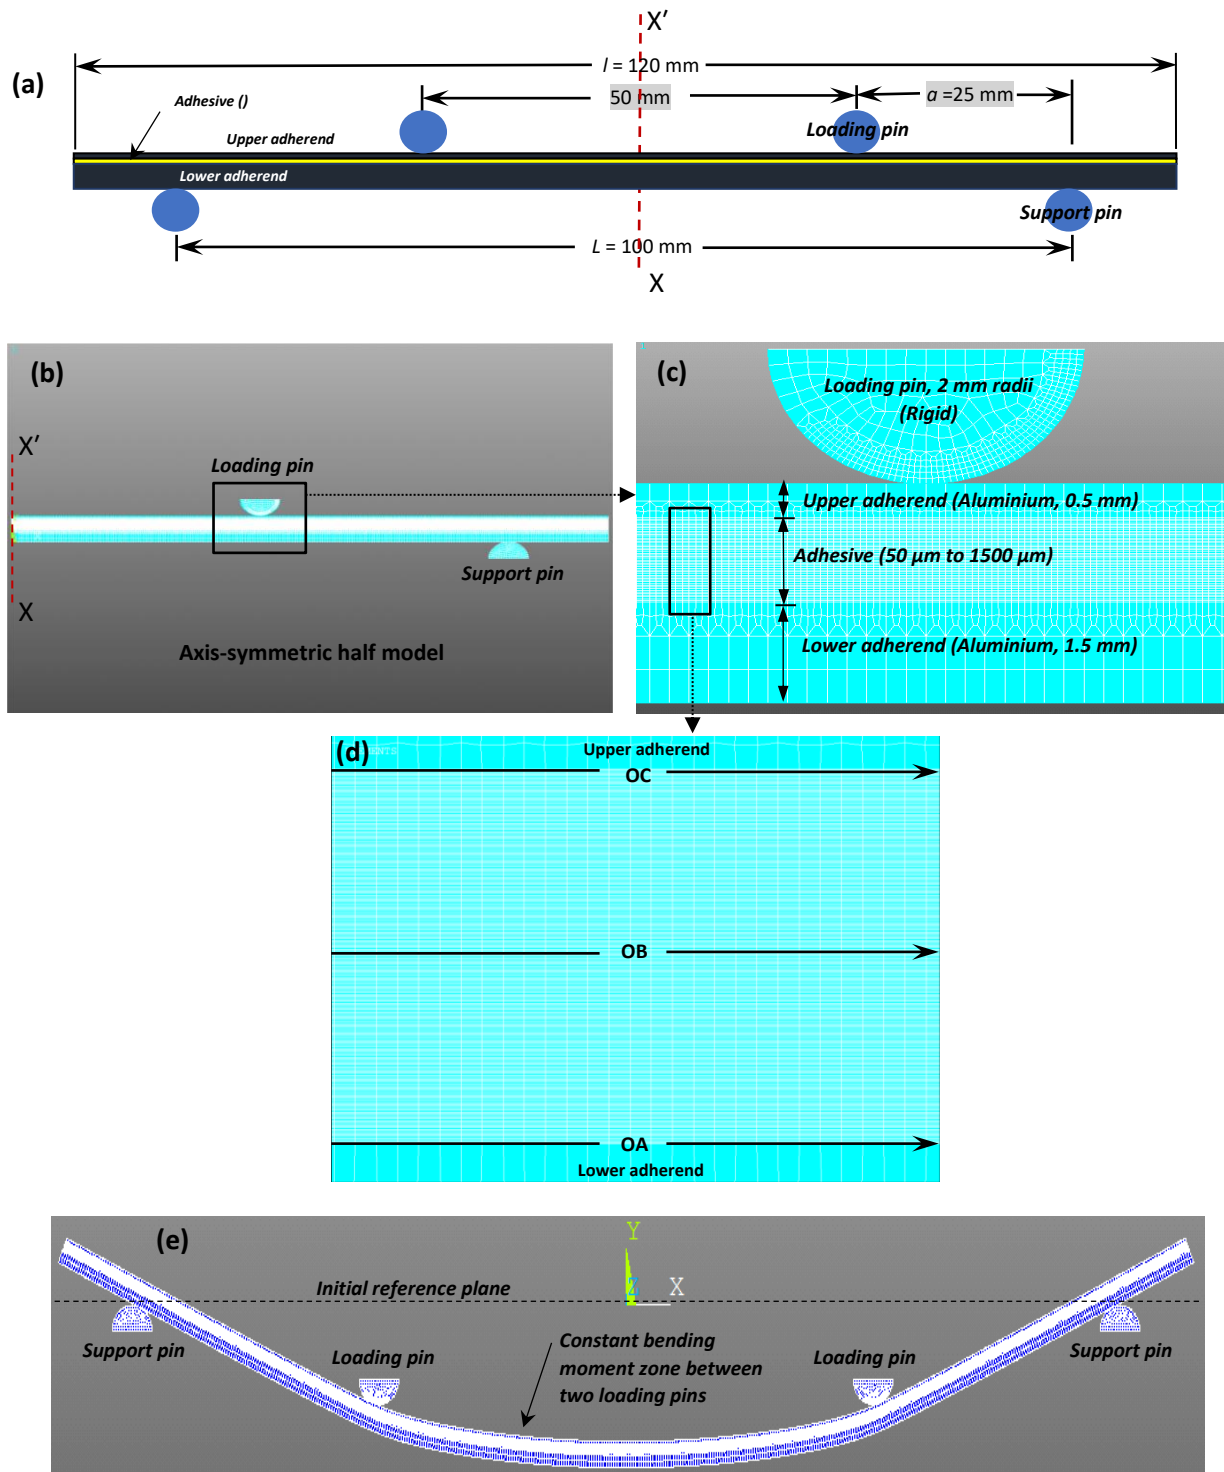 X′
(a)
l = 120 mm
50 mm
a =25 mm
Adhesive ()
Upper adherend
Loading pin
Lower adherend
Support pin
L = 100 mm
X
(b)
X′
Loading pin
Support pin
X
Axis-symmetric half model
(c)
Loading pin, 2 mm radii
(Rigid)
Upper adherend (Aluminium, 0.5 mm)
Adhesive (50 µm to 1500 µm)
Lower adherend (Aluminium, 1.5 mm)
(d)
Upper adherend
OC
OB
OA
Lower adherend
(e)
Y
Z
X
Initial reference plane
Support pin
Loading pin
Constant bending
moment zone between
two loading pins
Loading pin
Support pin